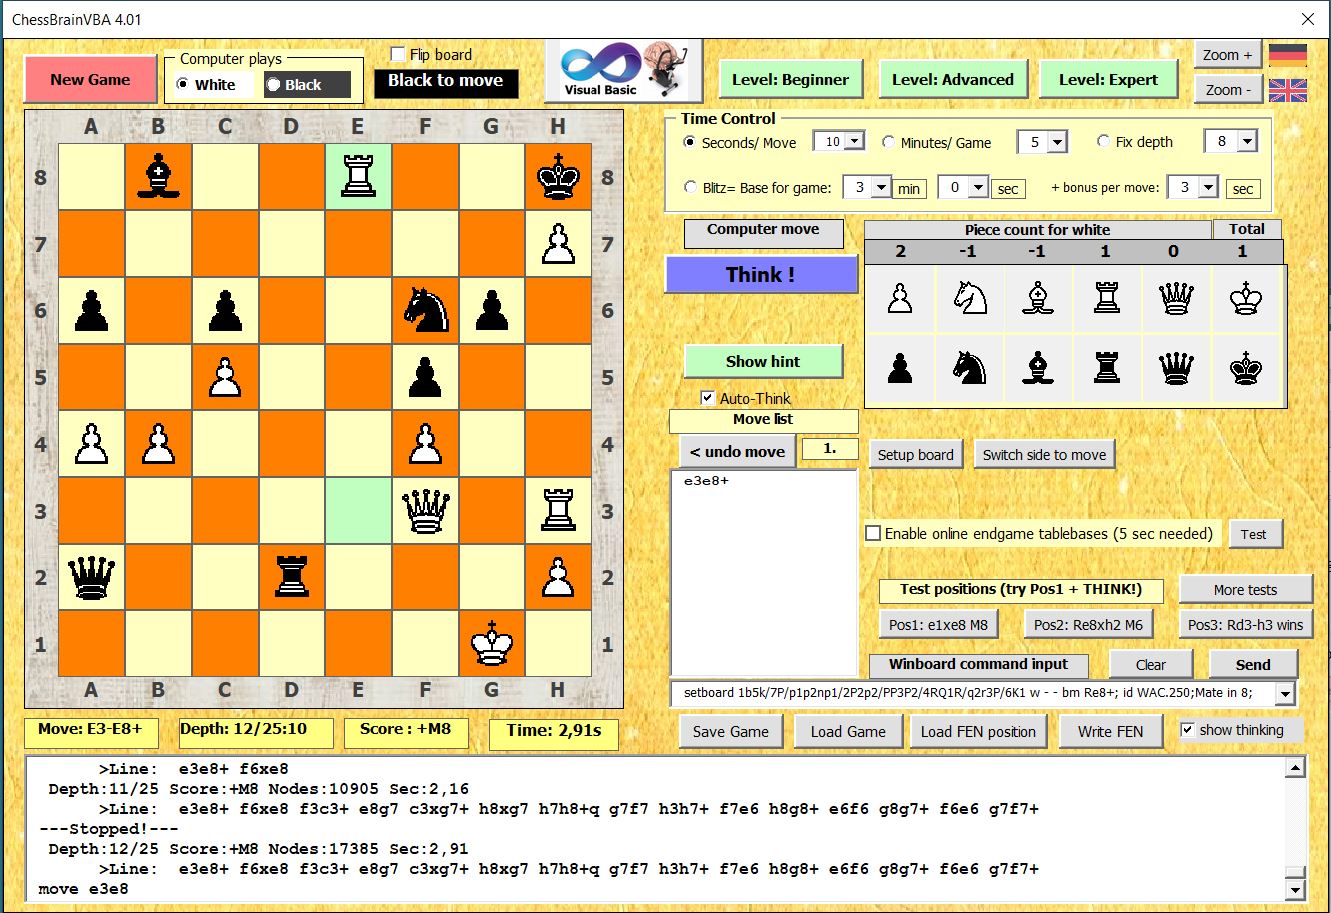 ChessBrainVBA 4.01
New Game
Computer plays
White
Black
Flip board
Black to move
Visual Basic
Level: Beginner
Level: Advanced
Level: Expert
Zoom +
Zoom -
Time Control
Seconds/ Move 10 Minutes/ Game 5 Fix depth 8
Blitz= Base for game: 3 min 0 sec + bonus per move: 3 sec
A B C D E F G H
8 8
7 7
6 6
5 5
4 4
3 3
2 2
1 1
A B C D E F G H
Computer move
Think !
Piece count for white Total
2 -1 -1 1 0 1
Show hint
Auto-Think
Move list
< undo move 1.
e3e8+
Setup board
Switch side to move
Enable online endgame tablebases (5 sec needed)
Test
Test positions (try Pos1 + THINK!)
More tests
Pos1: e1xe8 M8
Pos2: Re8xh2 M6
Pos3: Rd3-h3 wins
Winboard command input
Clear
Send
setboard 1b5k/7P/p1p2np1/2P2p2/PP3P2/4RQ1R/q2r3P/6K1 w - - bm Re8+; id WAC.250;Mate in 8;
Move: E3-E8+
Depth: 12/25:10
Score : +M8
Time: 2,91s
Save Game
Load Game
Load FEN position
Write FEN
show thinking
>Line: e3e8+ f6xe8
Depth:11/25 Score:+M8 Nodes:10905 Sec:2,16
>Line: e3e8+ f6xe8 f3c3+ e8g7 c3xg7+ h8xg7 h7h8+q g7f7 h3h7+ f7e6 h8g8+ e6f6 g8g7+ f6e6 g7f7+
---Stopped!---
Depth:12/25 Score:+M8 Nodes:17385 Sec:2,91
>Line: e3e8+ f6xe8 f3c3+ e8g7 c3xg7+ h8xg7 h7h8+q g7f7 h3h7+ f7e6 h8g8+ e6f6 g8g7+ f6e6 g7f7+
move e3e8